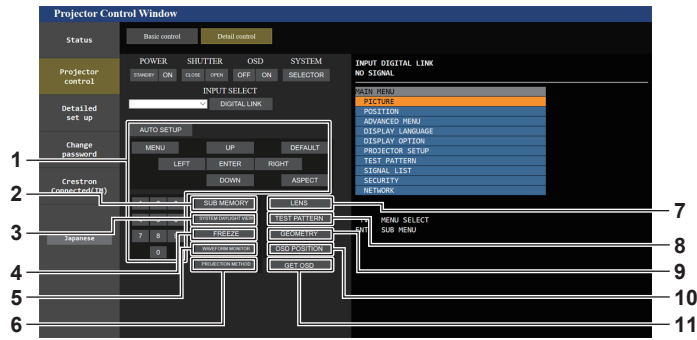 Projector Control Window
Status
Basic control
Detail control
POWER
SHUTTER
OSD
SYSTEM
STANDBY
ON
CLOSE
OPEN
OFF
ON
SELECTOR
INPUT SELECT
DIGITAL LINK
Projector
control
Detailed
set up
Change
password
Crestron
Connected(TM)
Japanese
AUTO SETUP
MENU
UP
DEFAULT
LEFT
ENTER
RIGHT
DOWN
ASPECT
SUB MEMORY
LENS
SYSTEM DAYLIGHT VIEW
TEST PATTERN
7
8
FREEZE
GEOMETRY
0
WAVEFORM MONITOR
OSD POSITION
PROJECTION METHOD
GET OSD
INPUT DIGITAL LINK
NO SIGNAL
MAIN MENU
PICTURE
POSITION
ADVANCED MENU
DISPLAY LANGUAGE
DISPLAY OPTION
PROJECTOR SETUP
TEST PATTERN
SIGNAL LIST
SECURITY
NETWORK
MENU SELECT
SUB MENU
1
2
3
4
5
6
7
8
9
10
11